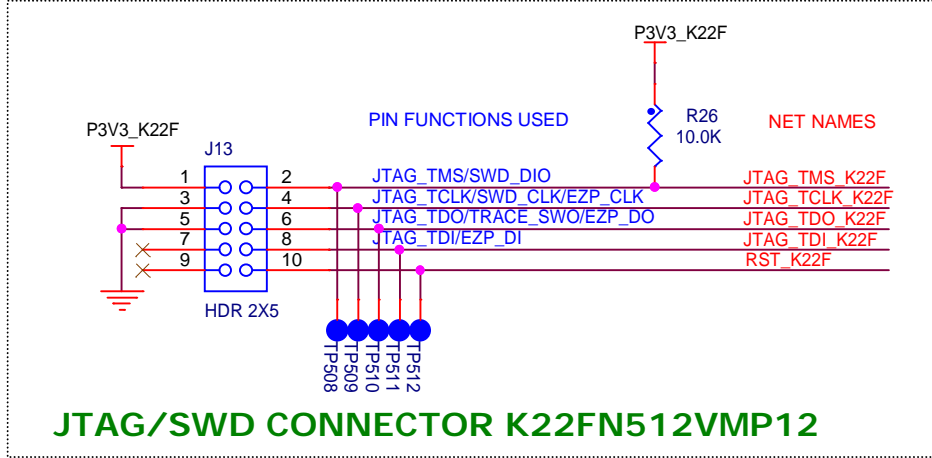 P3V3_K22F
P3V3_K22F
PIN FUNCTIONS USED
R26
10.0K
NET NAMES
J13
1 2 JTAG_TMS/SWD_DIO JTAG_TMS_K22F
3 4 JTAG_TCLK/SWD_CLK/EZP_CLK JTAG_TCLK_K22F
5 6 JTAG_TDO/TRACE_SWO/EZP_DO JTAG_TDO_K22F
7 8 JTAG_TDI/EZP_DI JTAG_TDI_K22F
9 10 RST_K22F
HDR 2X5
TP508
TP509
TP510
TP511
TP512
JTAG/SWD CONNECTOR K22FN512VMP12